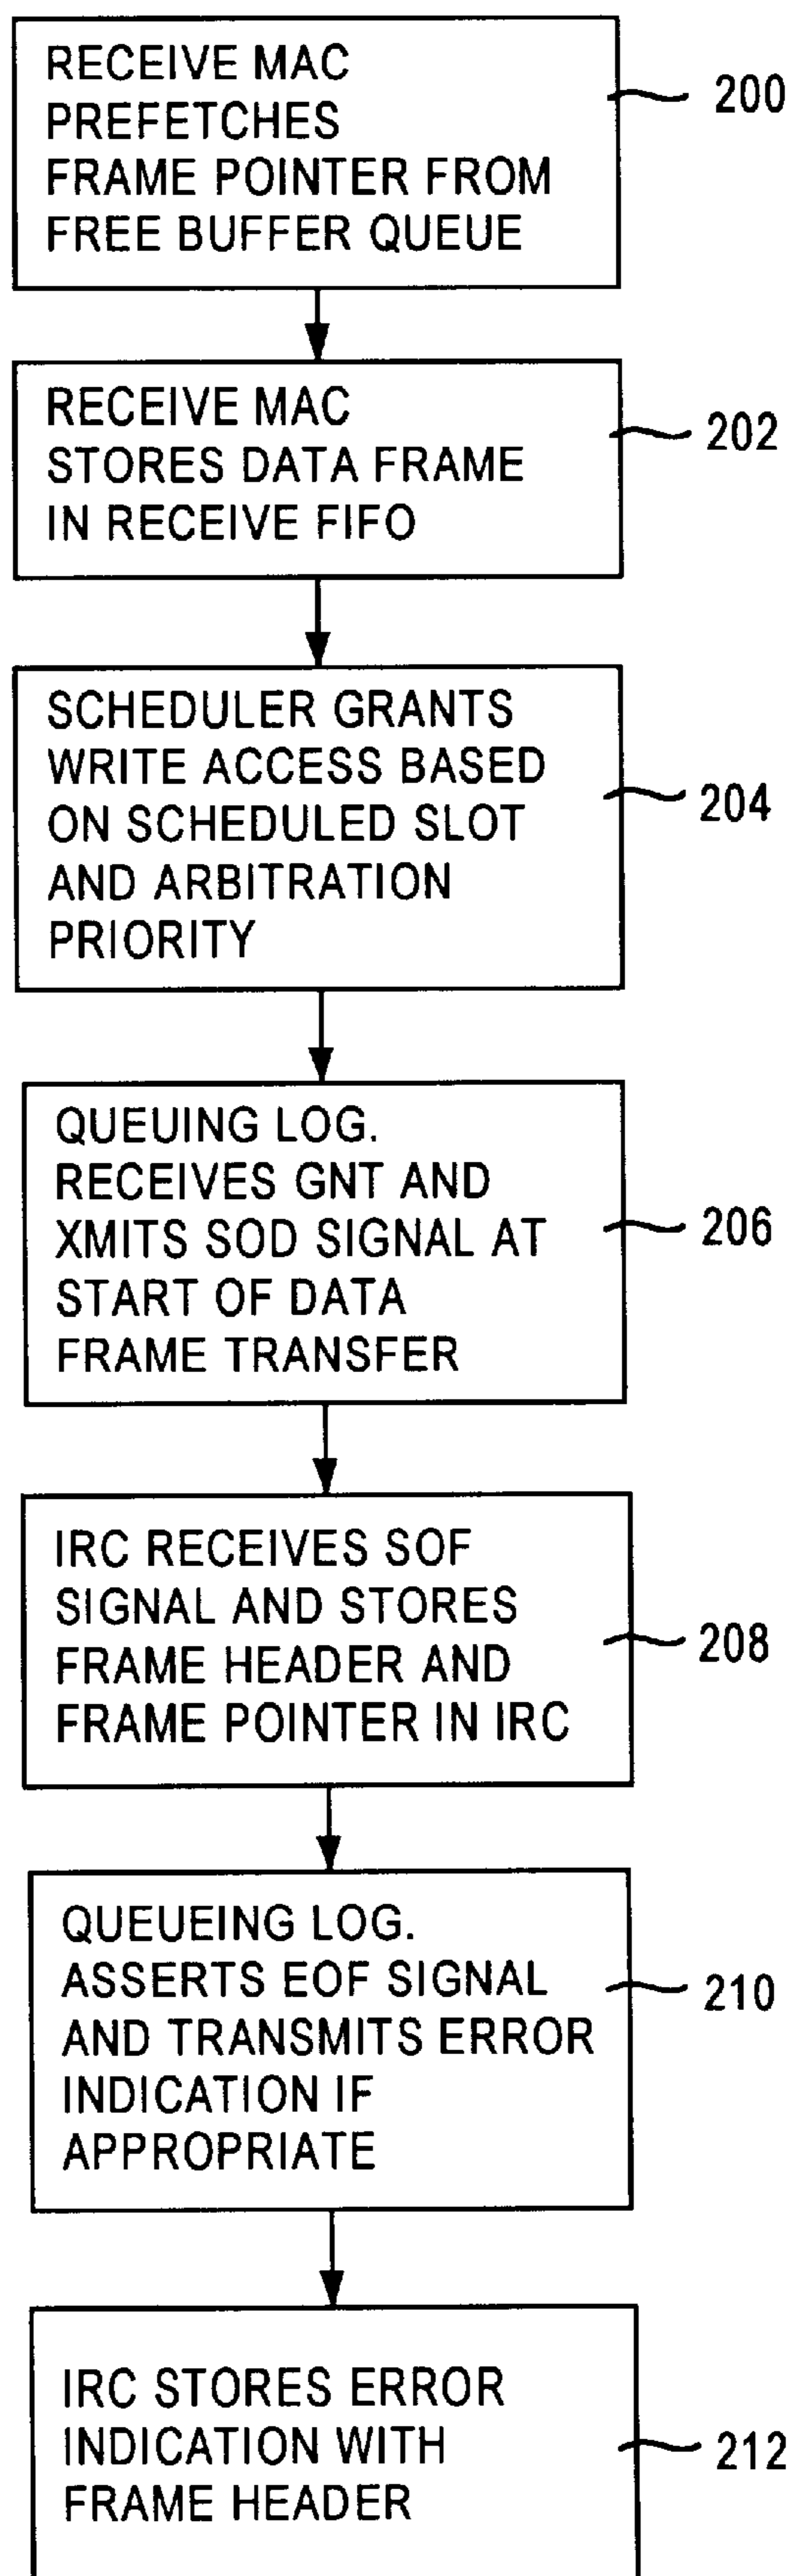 RECEIVE MAC
PREFETCHES
FRAME POINTER FROM
FREE BUFFER QUEUE
200
RECEIVE MAC
STORES DATA FRAME
IN RECEIVE FIFO
202
SCHEDULER GRANTS
WRITE ACCESS BASED
ON SCHEDULED SLOT
AND ARBITRATION
PRIORITY
204
QUEUING LOG.
RECEIVES GNT AND
XMITS SOD SIGNAL AT
START OF DATA
FRAME TRANSFER
206
IRC RECEIVES SOF
SIGNAL AND STORES
FRAME HEADER AND
FRAME POINTER IN IRC
208
QUEUEING LOG.
ASSERTS EOF SIGNAL
AND TRANSMITS ERROR
INDICATION IF
APPROPRIATE
210
IRC STORES ERROR
INDICATION WITH
FRAME HEADER
212